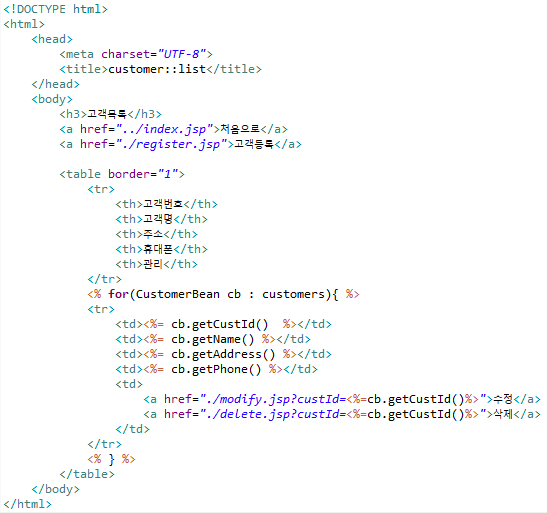 <!DOCTYPE html>
<html>
    <head>
        <meta charset="UTF-8">
        <title>customer::list</title>
    </head>
    <body>
        <h3>고객목록</h3>
        <a href="../index.jsp">처음으로</a>
        <a href="./register.jsp">고객등록</a>

        <table border="1">
            <tr>
                <th>고객번호</th>
                <th>고객명</th>
                <th>주소</th>
                <th>휴대폰</th>
                <th>관리</th>
            </tr>
            <% for(CustomerBean cb : customers){ %>
            <tr>
                <td><%= cb.getCustId()  %></td>
                <td><%= cb.getName() %></td>
                <td><%= cb.getAddress() %></td>
                <td><%= cb.getPhone() %></td>
                <td>
                    <a href="./modify.jsp?custId=<%=cb.getCustId()%>">수정</a>
                    <a href="./delete.jsp?custId=<%=cb.getCustId()%>">삭제</a>
                </td>
            </tr>
            <% } %>
        </table>
    </body>
</html>